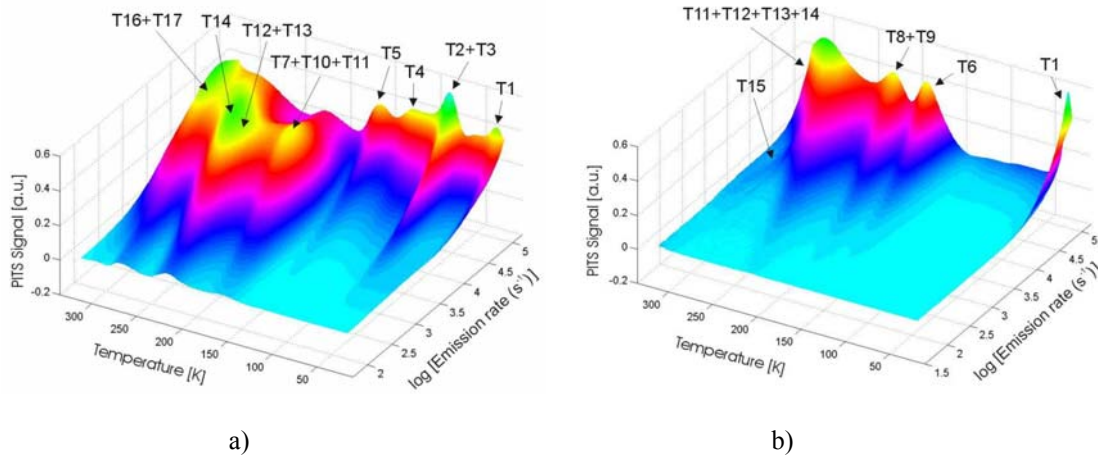 T16+T17
T14
T12+T13
T7+T10+T11
T5
T4
T2+T3
T1
PITS Signal [a.u.]
0.6
0.4
0.2
0
-0.2
300
250
200
150
100
50
Temperature [K]
2
2.5
3
3.5
4
4.5
5
log [Emission rate (s⁻¹)]
a)
T11+T12+T13+14
T8+T9
T6
T1
T15
PITS Signal [a.u.]
0.6
0.4
0.2
0
-0.2
300
250
200
150
100
50
Temperature [K]
1.5
2
2.5
3
3.5
4
4.5
5
log [Emission rate (s⁻¹)]
b)